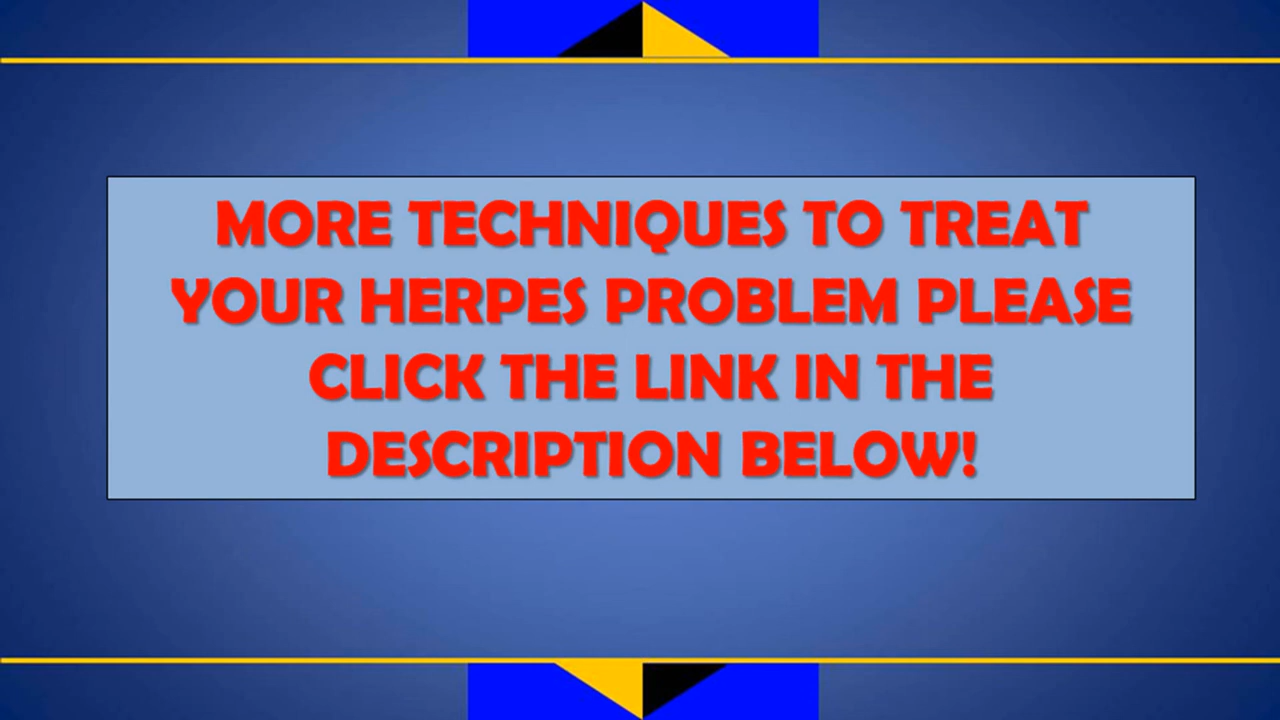 MORE TECHNIQUES TO TREAT
YOUR HERPES PROBLEM PLEASE
CLICK THE LINK IN THE
DESCRIPTION BELOW!